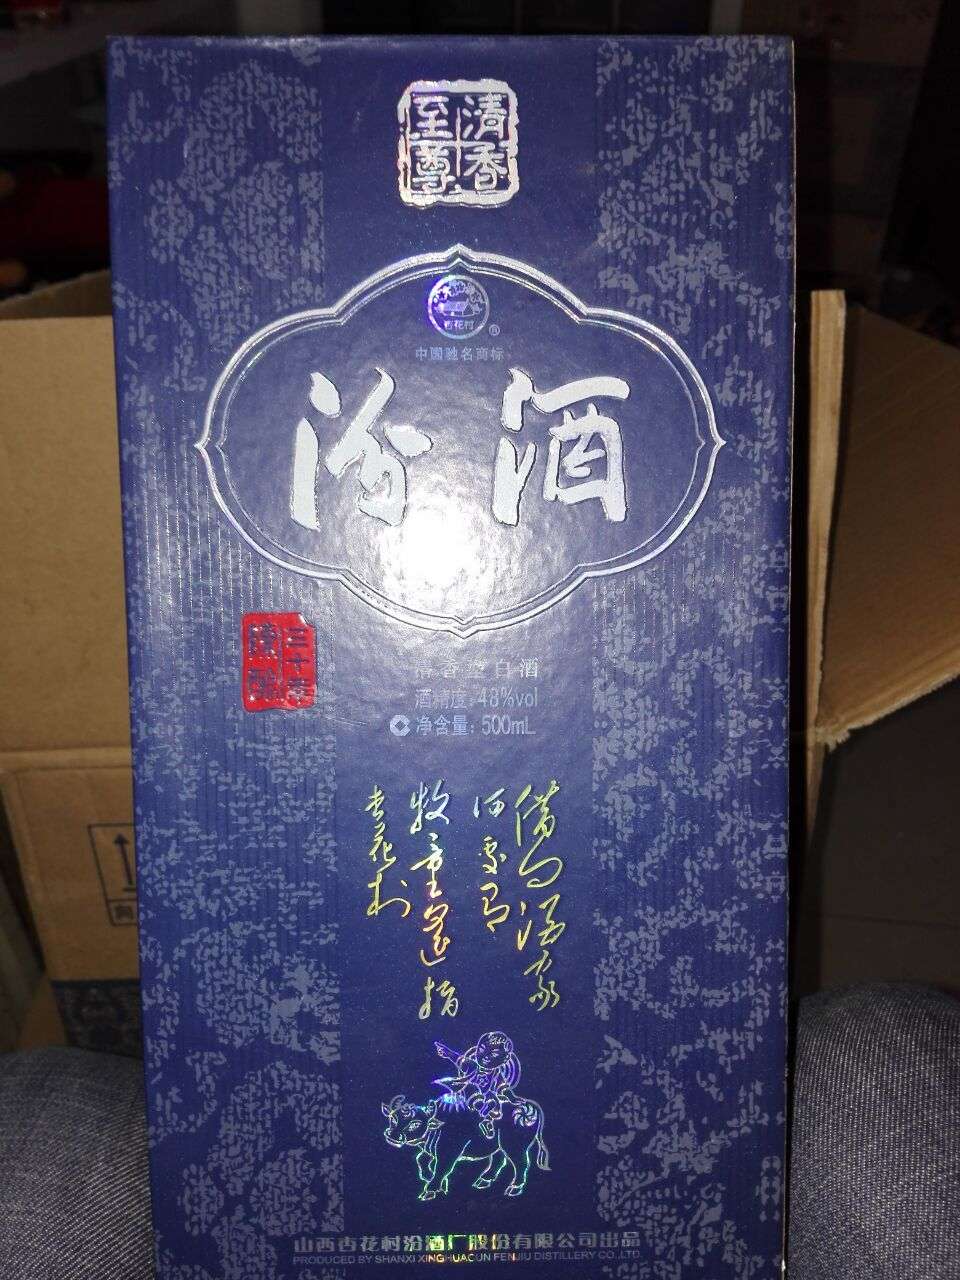 清香
至尊
杏花村
®
中国驰名商标
汾酒
三十年
陳釀
清香型白酒
酒精度:48%vol
净含量: 500mL
借问酒家
何處有
牧童遥指
杏花村
山西杏花村汾酒厂股份有限公司出品
PRODUCED BY SHANXI XINGHUACUN FENJIU DISTILLERY CO.,LTD.